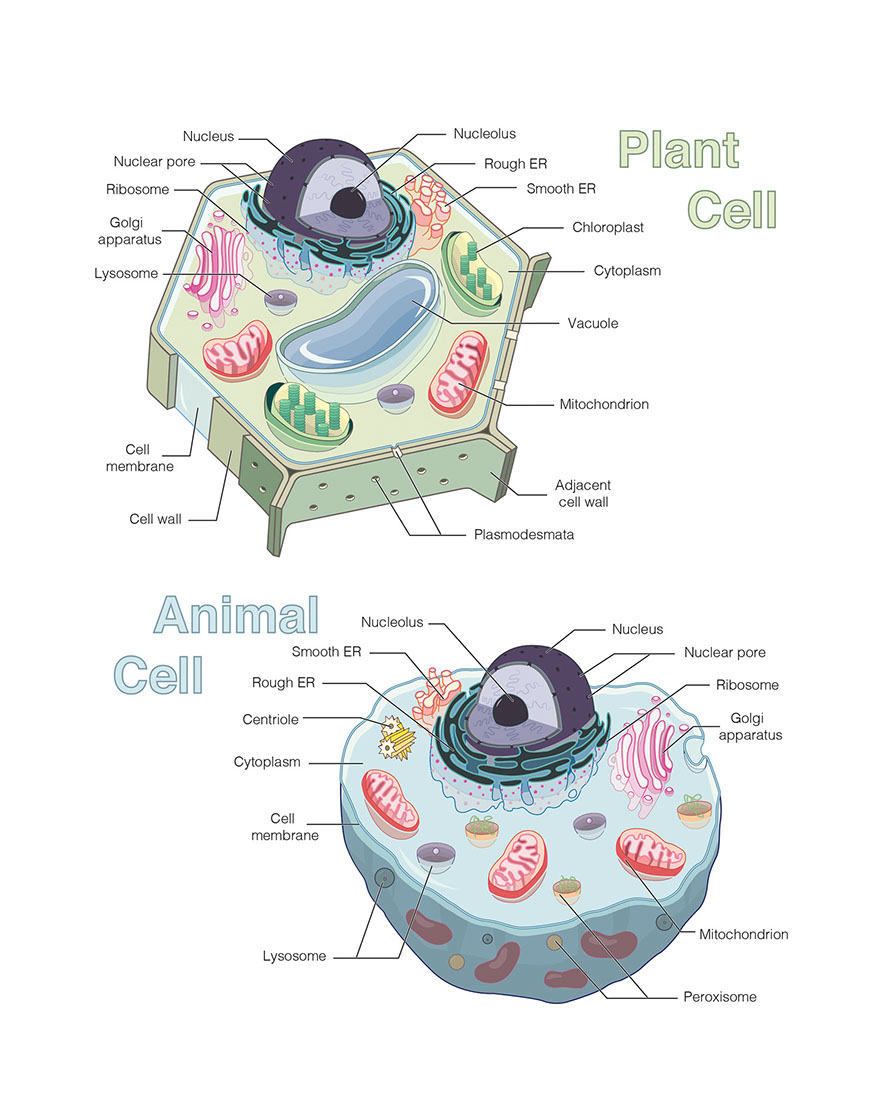 Plant
Cell
Nucleus
Nucleolus
Nuclear pore
Rough ER
Ribosome
Smooth ER
Golgi
apparatus
Chloroplast
Lysosome
Cytoplasm
Vacuole
Mitochondrion
Cell
membrane
Adjacent
cell wall
Cell wall
Plasmodesmata
Animal
Cell
Nucleolus
Nucleus
Smooth ER
Nuclear pore
Rough ER
Ribosome
Centriole
Golgi
apparatus
Cytoplasm
Cell
membrane
Mitochondrion
Lysosome
Peroxisome